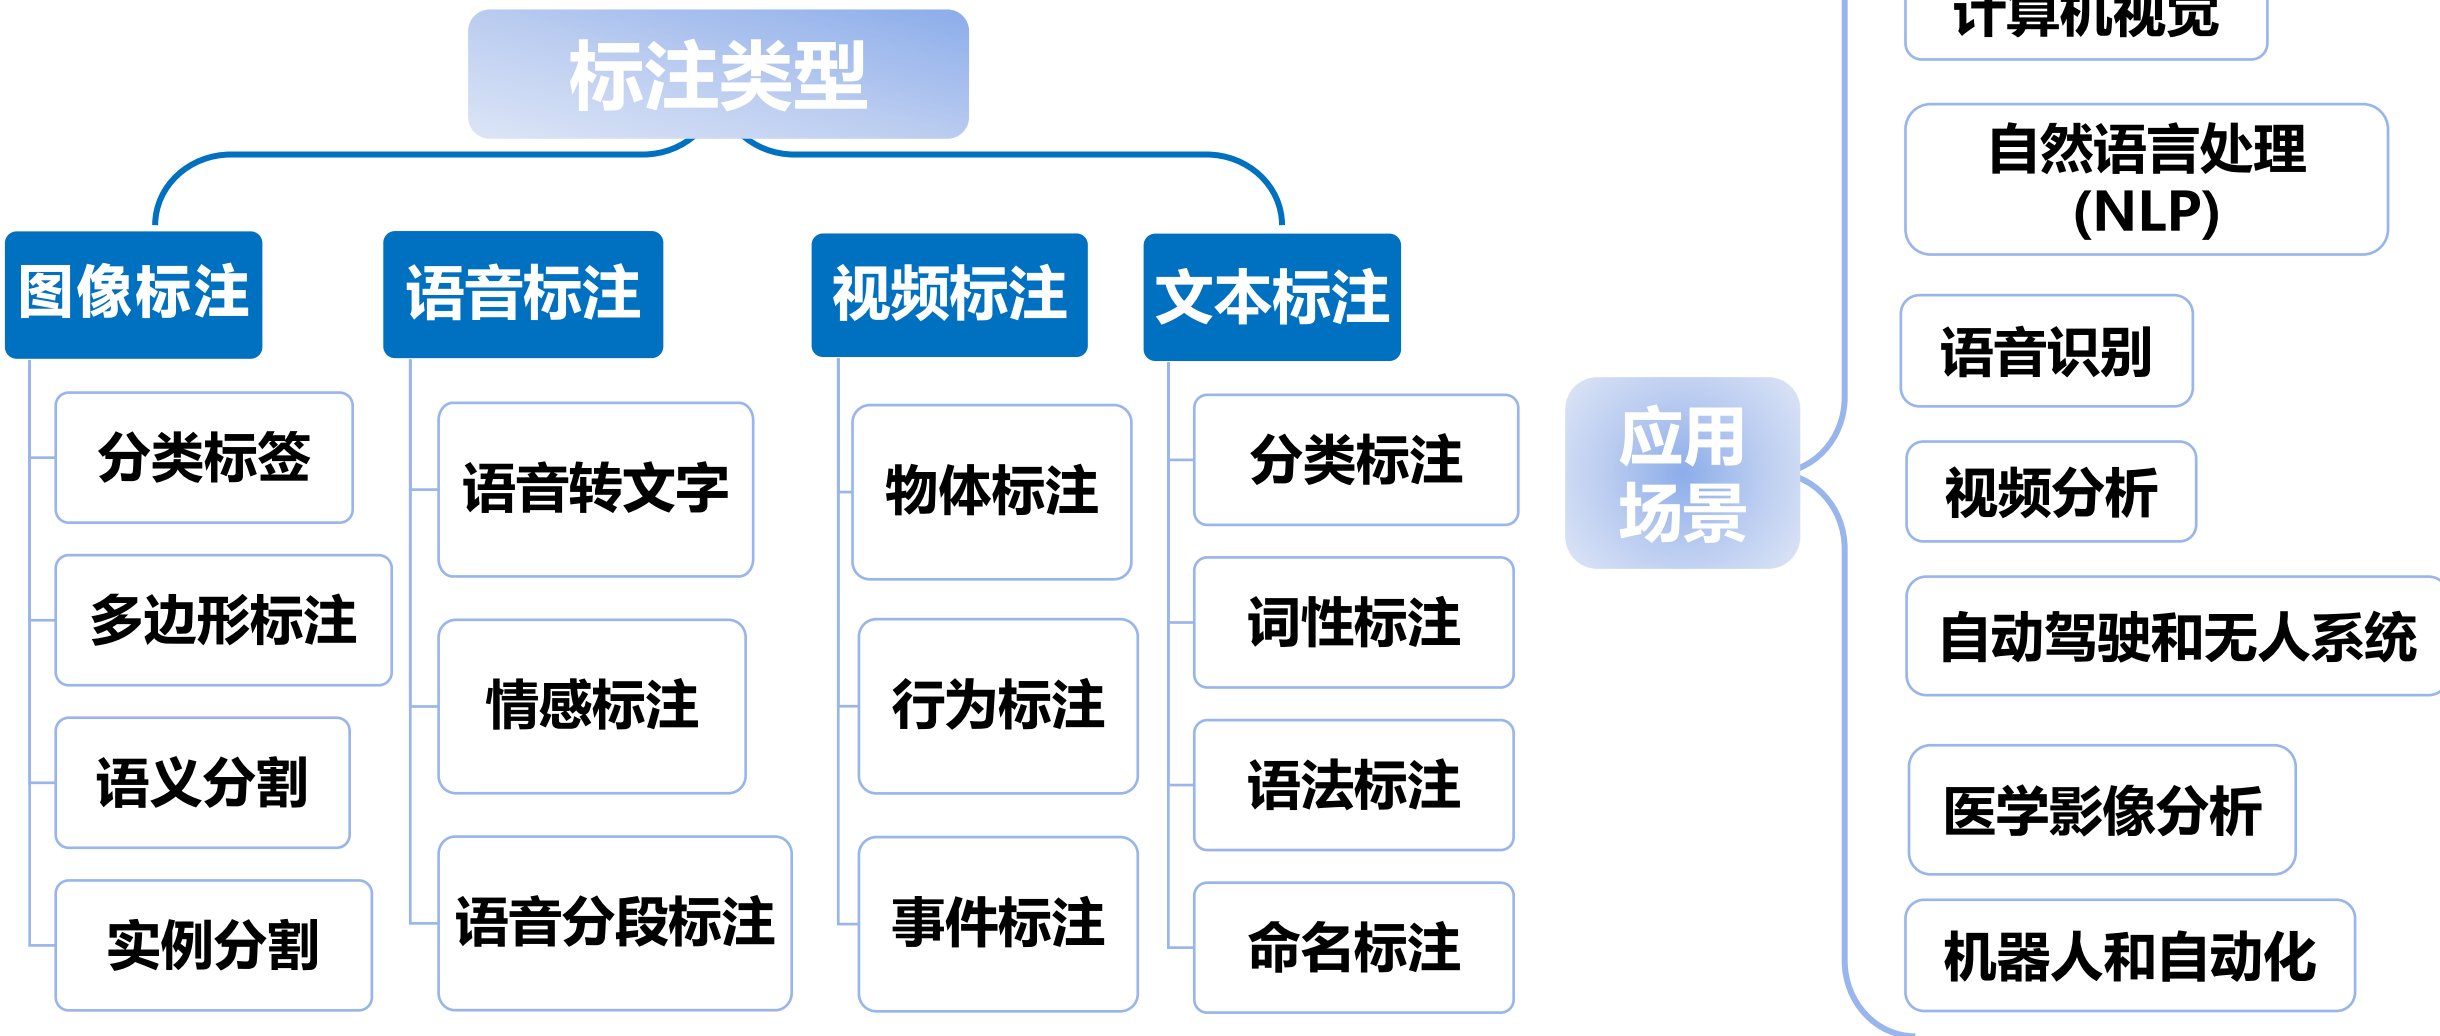 标注类型
图像标注
分类标签
多边形标注
语义分割
实例分割
语音标注
语音转文字
情感标注
语音分段标注
视频标注
物体标注
行为标注
事件标注
文本标注
分类标注
词性标注
语法标注
命名标注
应用
场景
计算机视觉
自然语言处理
(NLP)
语音识别
视频分析
自动驾驶和无人系统
医学影像分析
机器人和自动化